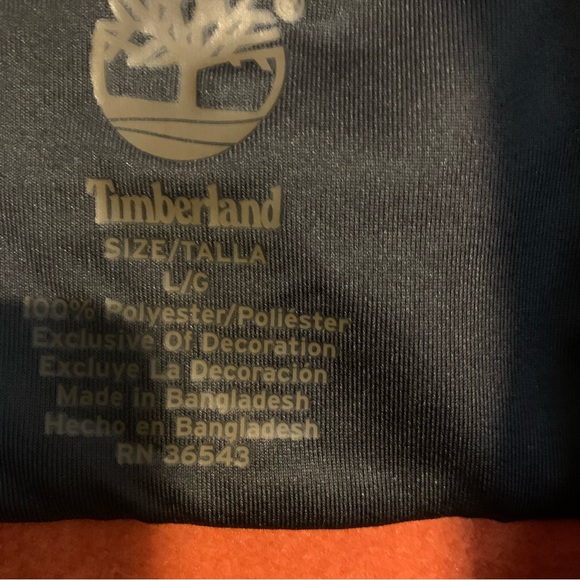 Timberland
SIZE/TALLA
L/G
100% Polyester/Poliéster
Exclusive Of Decoration
Excluye La Decoración
Made in Bangladesh
Hecho en Bangladesh
RN 36543